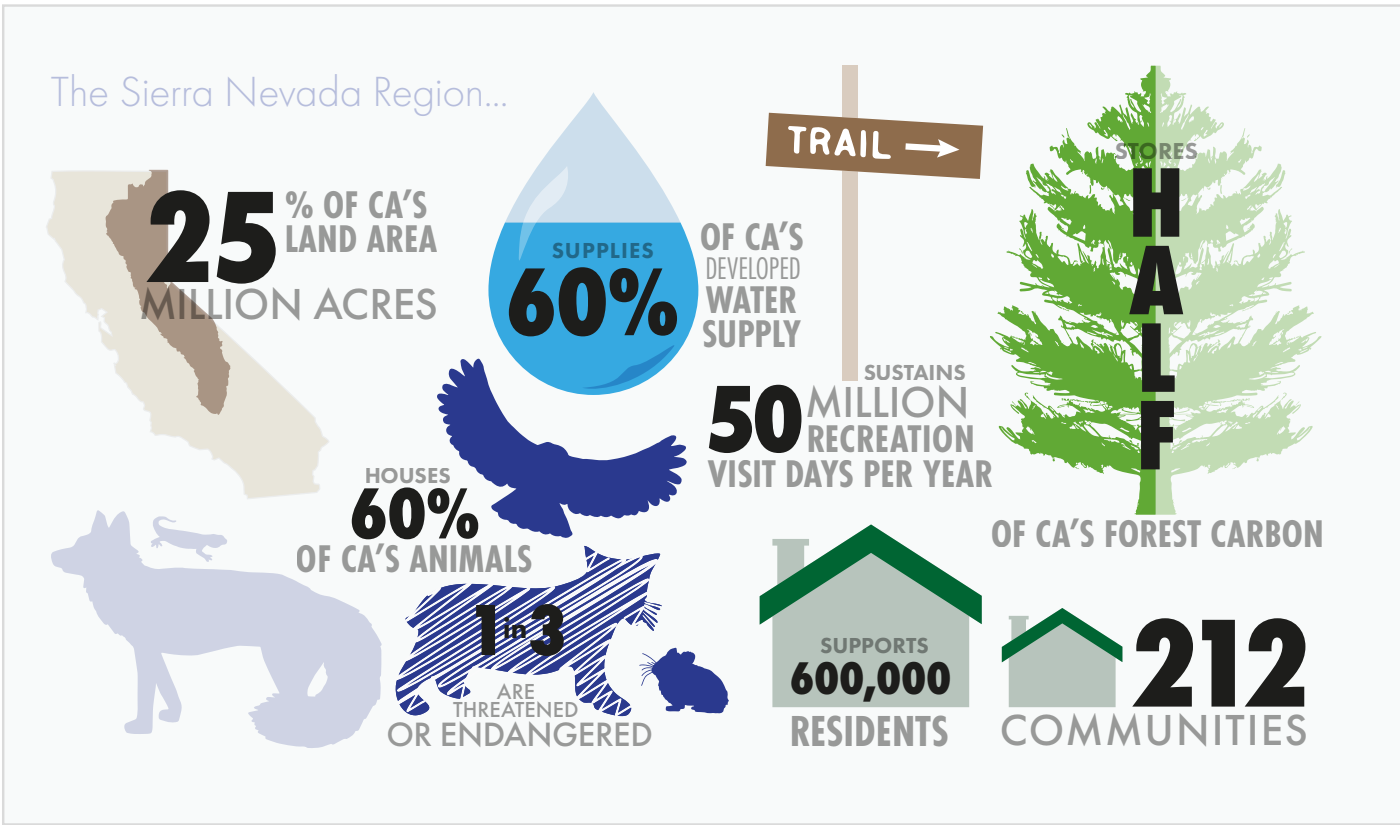 The Sierra Nevada Region...
25 % OF CA'S
LAND AREA
MILLION ACRES
SUPPLIES
60%
OF CA'S
DEVELOPED
WATER
SUPPLY
TRAIL
SUSTAINS
50 MILLION
RECREATION
VISIT DAYS PER YEAR
STORES
HALF
OF CA'S FOREST CARBON
HOUSES
60%
OF CA'S ANIMALS
1 in 3
ARE
THREATENED
OR ENDANGERED
SUPPORTS
600,000
RESIDENTS
212
COMMUNITIES